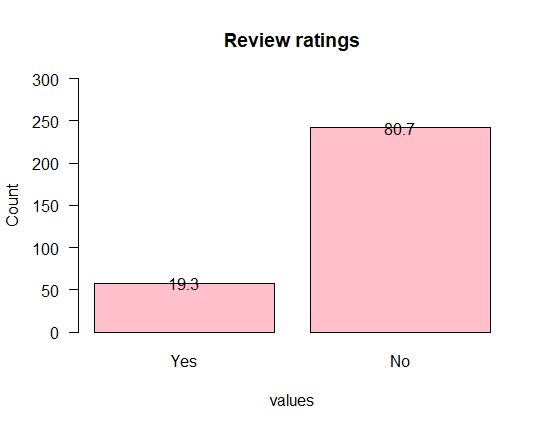 Review ratings
Count
300
250
200
150
100
50
0
80.7
19.3
Yes No
values